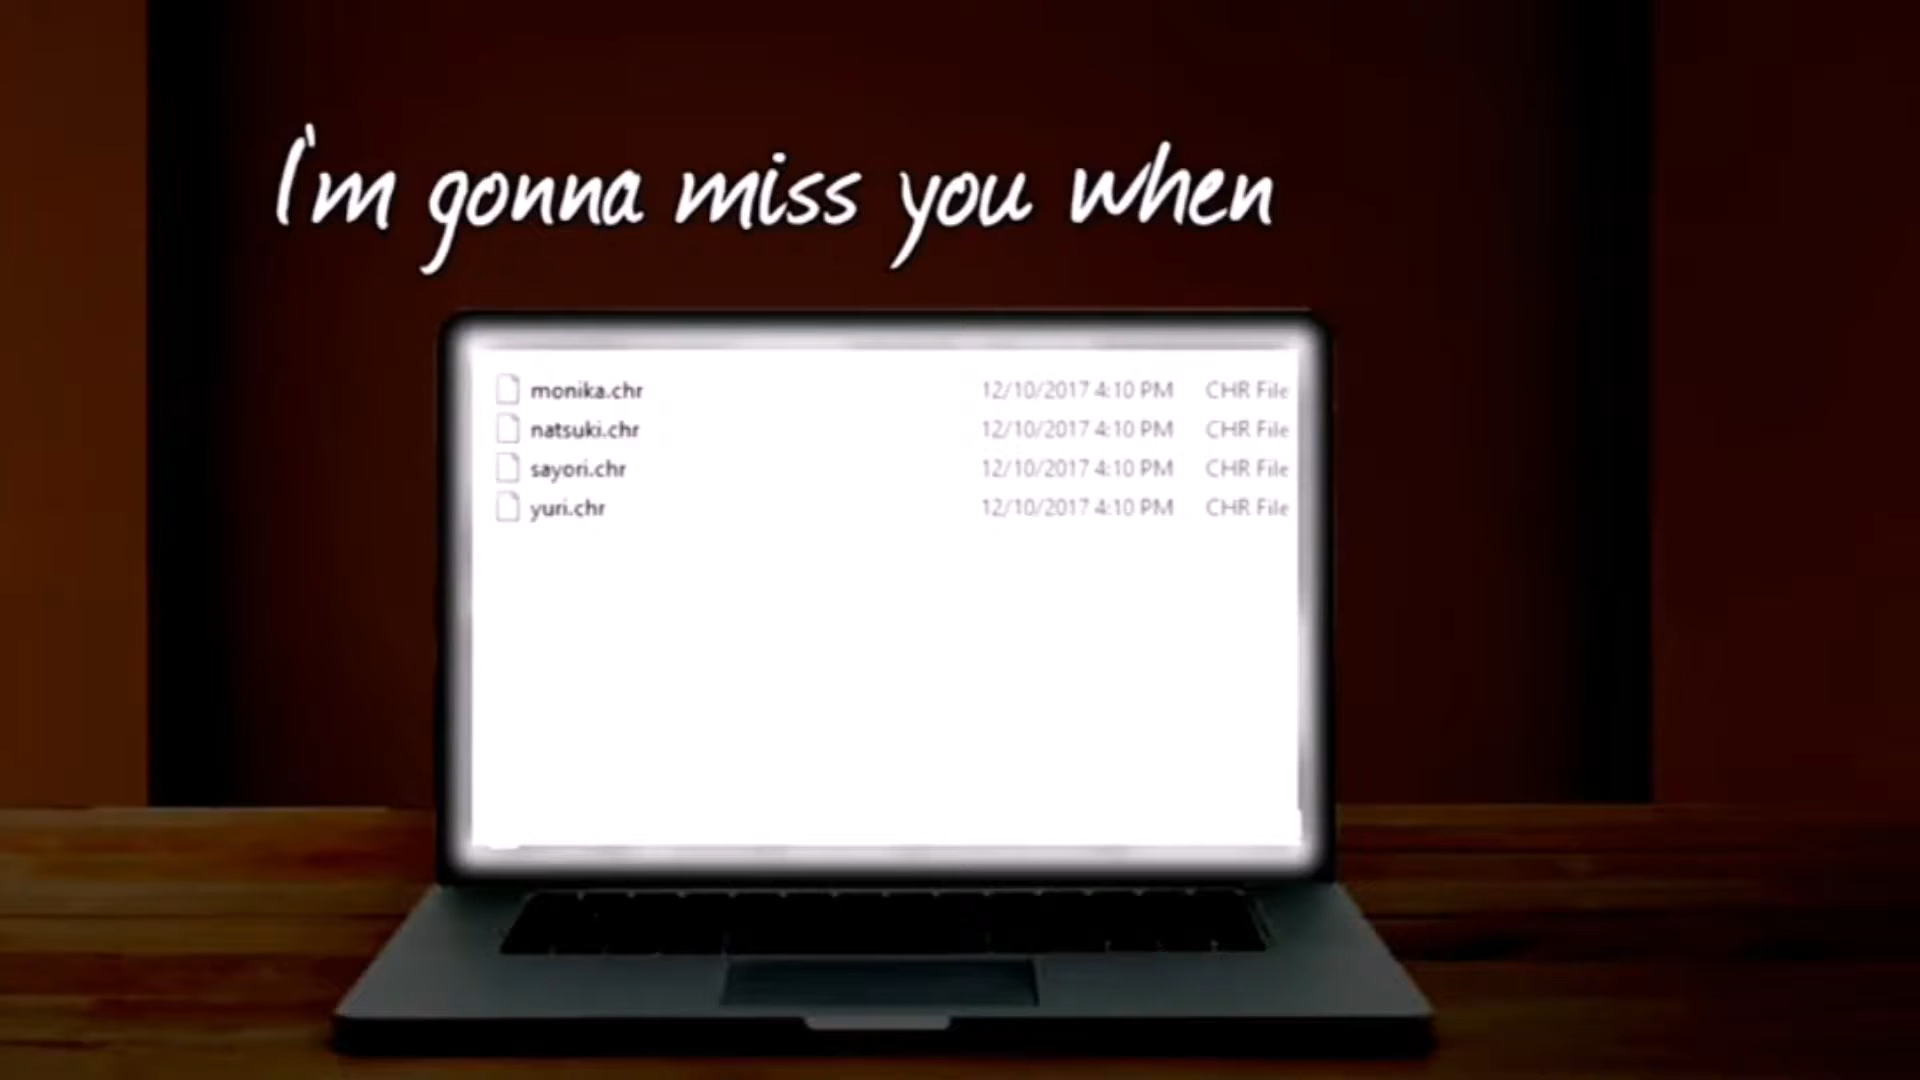 I'm gonna miss you when
monika.chr 12/10/2017 4:10 PM CHR File
natsuki.chr 12/10/2017 4:10 PM CHR File
sayori.chr 12/10/2017 4:10 PM CHR File
yuri.chr 12/10/2017 4:10 PM CHR File